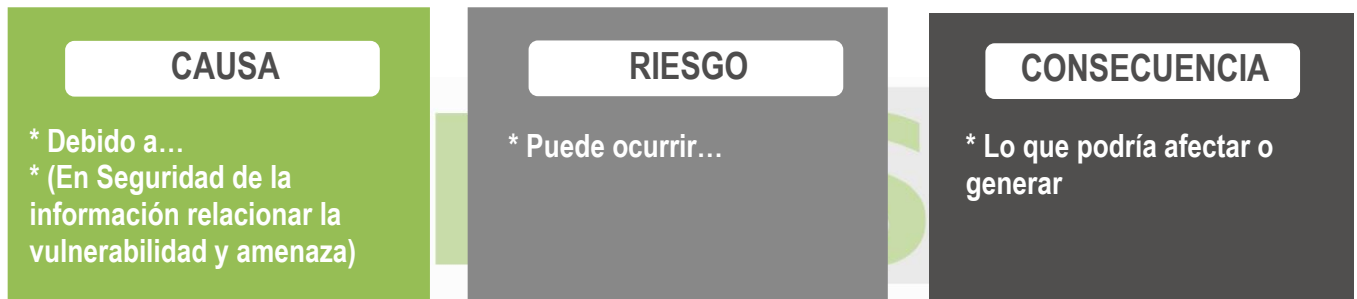 CAUSA
* Debido a…
* (En Seguridad de la
información relacionar la
vulnerabilidad y amenaza)
RIESGO
* Puede ocurrir…
CONSECUENCIA
* Lo que podría afectar o
generar